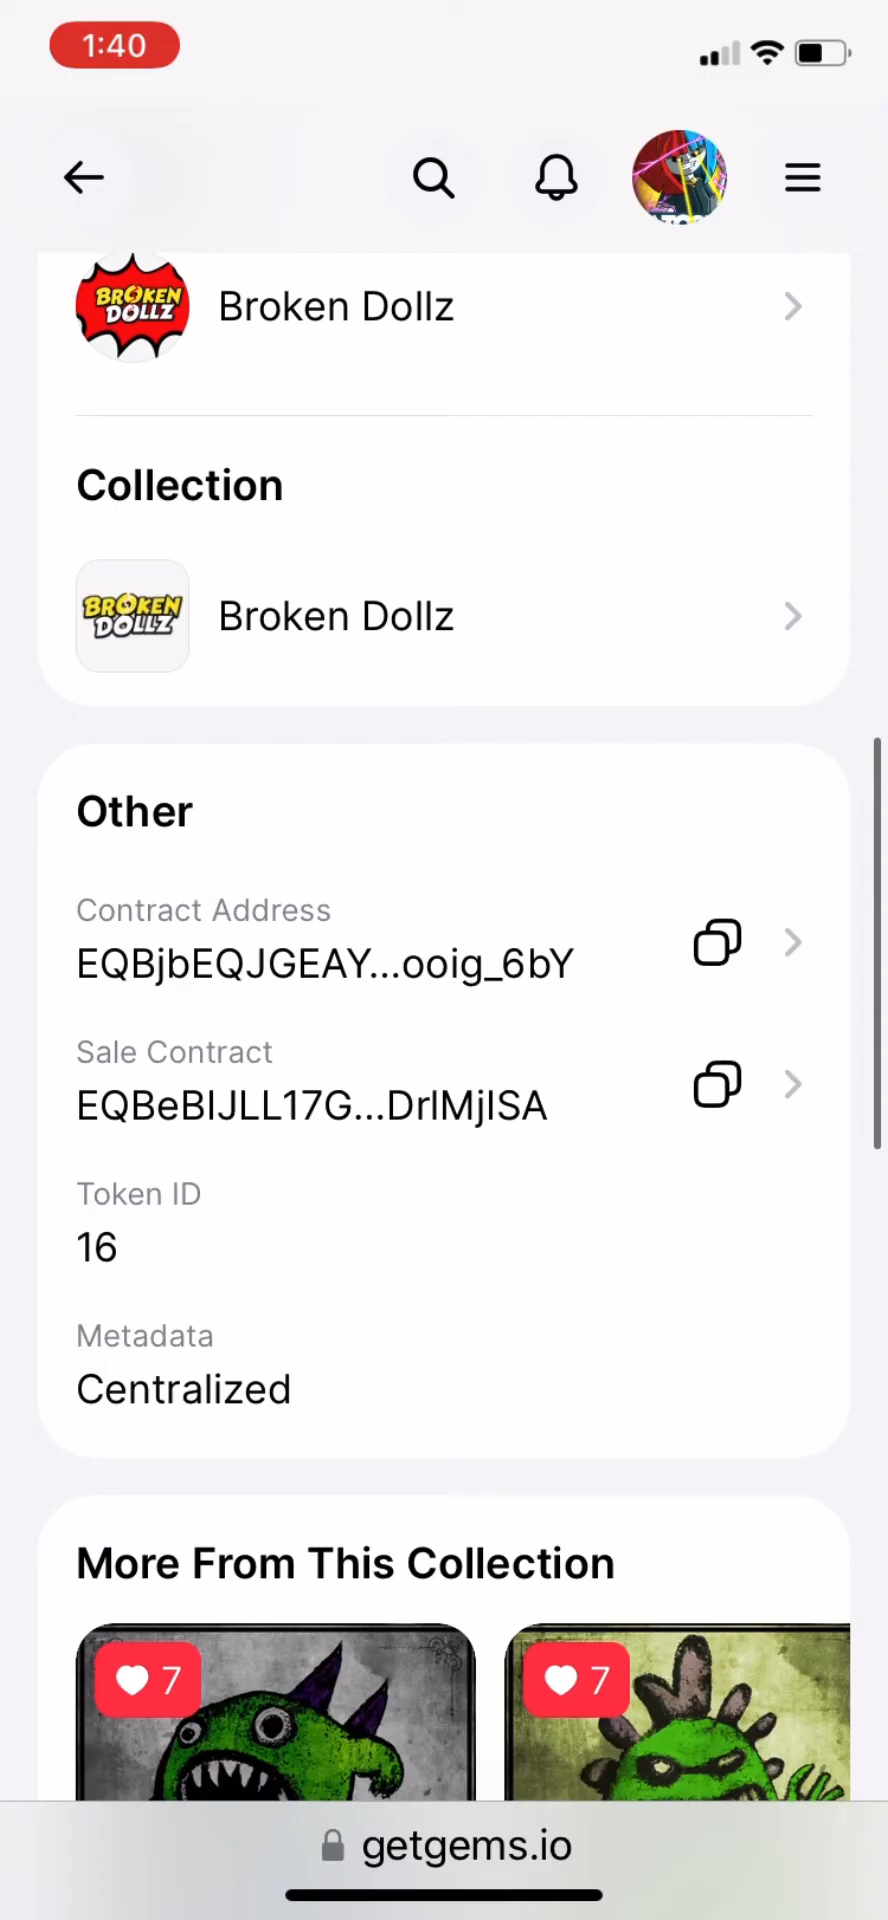 1:40
BROKEN
DOLLZ
Broken Dollz
Collection
BROKEN
DOLLZ
Broken Dollz
Other
Contract Address
EQBjbEQJGEAY...ooig_6bY
Sale Contract
EQBeBIJLL17G...DrIMjISA
Token ID
16
Metadata
Centralized
More From This Collection
7
7
getgems.io